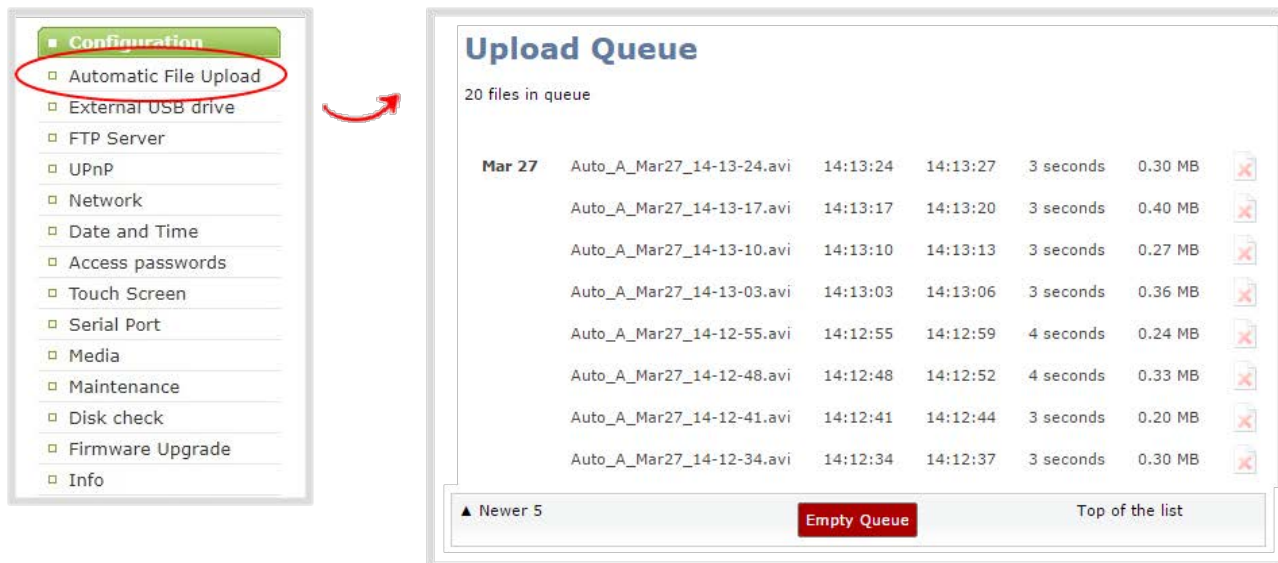 Configuration
Automatic File Upload
External USB drive
FTP Server
UPnP
Network
Date and Time
Access passwords
Touch Screen
Serial Port
Media
Maintenance
Disk check
Firmware Upgrade
Info
Upload Queue
20 files in queue
Mar 27 Auto_A_Mar27_14-13-24.avi 14:13:24 14:13:27 3 seconds 0.30 MB
Auto_A_Mar27_14-13-17.avi 14:13:17 14:13:20 3 seconds 0.40 MB
Auto_A_Mar27_14-13-10.avi 14:13:10 14:13:13 3 seconds 0.27 MB
Auto_A_Mar27_14-13-03.avi 14:13:03 14:13:06 3 seconds 0.36 MB
Auto_A_Mar27_14-12-55.avi 14:12:55 14:12:59 4 seconds 0.24 MB
Auto_A_Mar27_14-12-48.avi 14:12:48 14:12:52 4 seconds 0.33 MB
Auto_A_Mar27_14-12-41.avi 14:12:41 14:12:44 3 seconds 0.20 MB
Auto_A_Mar27_14-12-34.avi 14:12:34 14:12:37 3 seconds 0.30 MB
▲ Newer 5 Empty Queue Top of the list